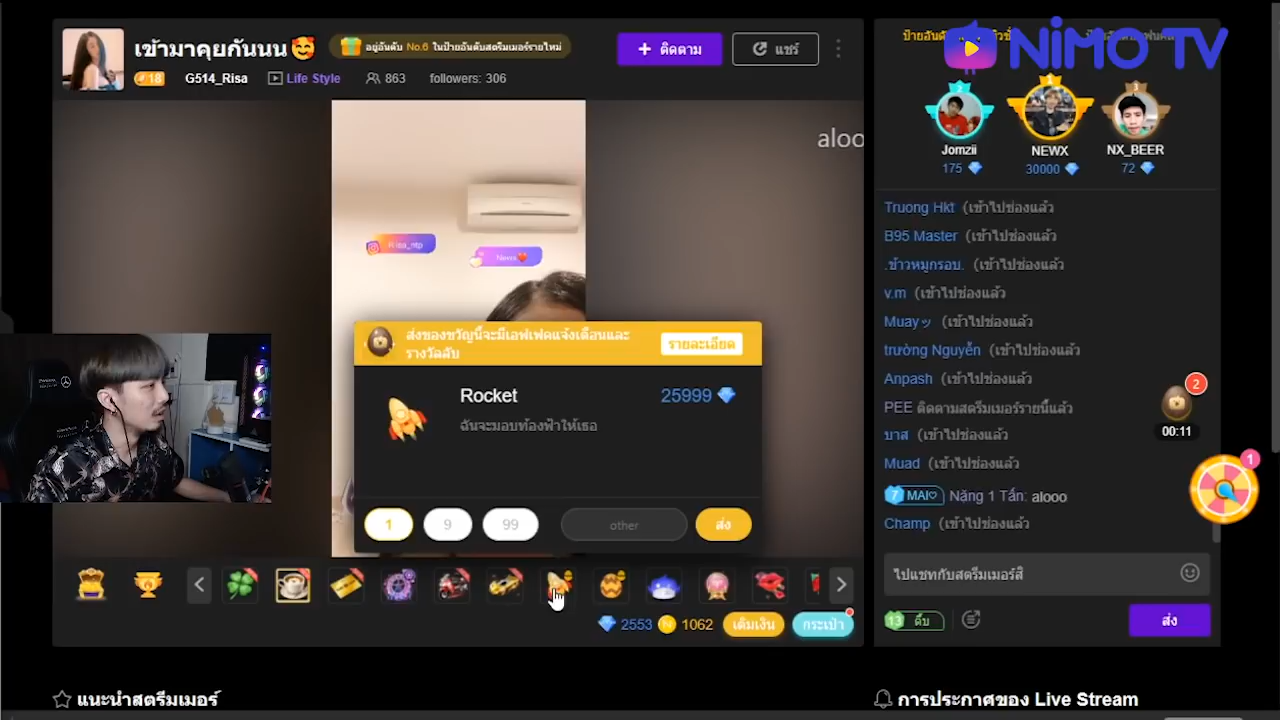 เข้ามาคุยกันนน🥰
อยู่อันดับ No.6 ในป้ายอันดับสตรีมเมอร์รายใหม่
+ ติดตาม
แชร์
18
G514_Risa
Life Style
863
followers: 306
NiMO TV
2
1
3
Jomzii
NEWX
NX_BEER
175
30000
72
aloo
Truong Hkt (เข้าไปช่องแล้ว
B95 Master (เข้าไปช่องแล้ว
.ข้าวหมูกรอบ. (เข้าไปช่องแล้ว
v.m (เข้าไปช่องแล้ว
Muayッ (เข้าไปช่องแล้ว
trường Nguyễn (เข้าไปช่องแล้ว
Anpash (เข้าไปช่องแล้ว
PEE ติดตามสตรีมเมอร์รายนี้แล้ว
บาส (เข้าไปช่องแล้ว
Muad (เข้าไปช่องแล้ว
7 MAI♡ Năng 1 Tấn: alooo
Champ (เข้าไปช่องแล้ว
2
00:11
1
News❤
ส่งของขวัญนี้จะมีเอฟเฟคแจ้งเตือนและ
รางวัลลับ
รายละเอียด
Rocket
25999
ฉันจะมอบท้องฟ้าให้เธอ
1
9
99
other
ส่ง
2553
1062
เติมเงิน
กระเป๋า
ไปแชทกับสตรีมเมอร์สิ
13 ดิ้บ
ส่ง
แนะนำสตรีมเมอร์
การประกาศของ Live Stream